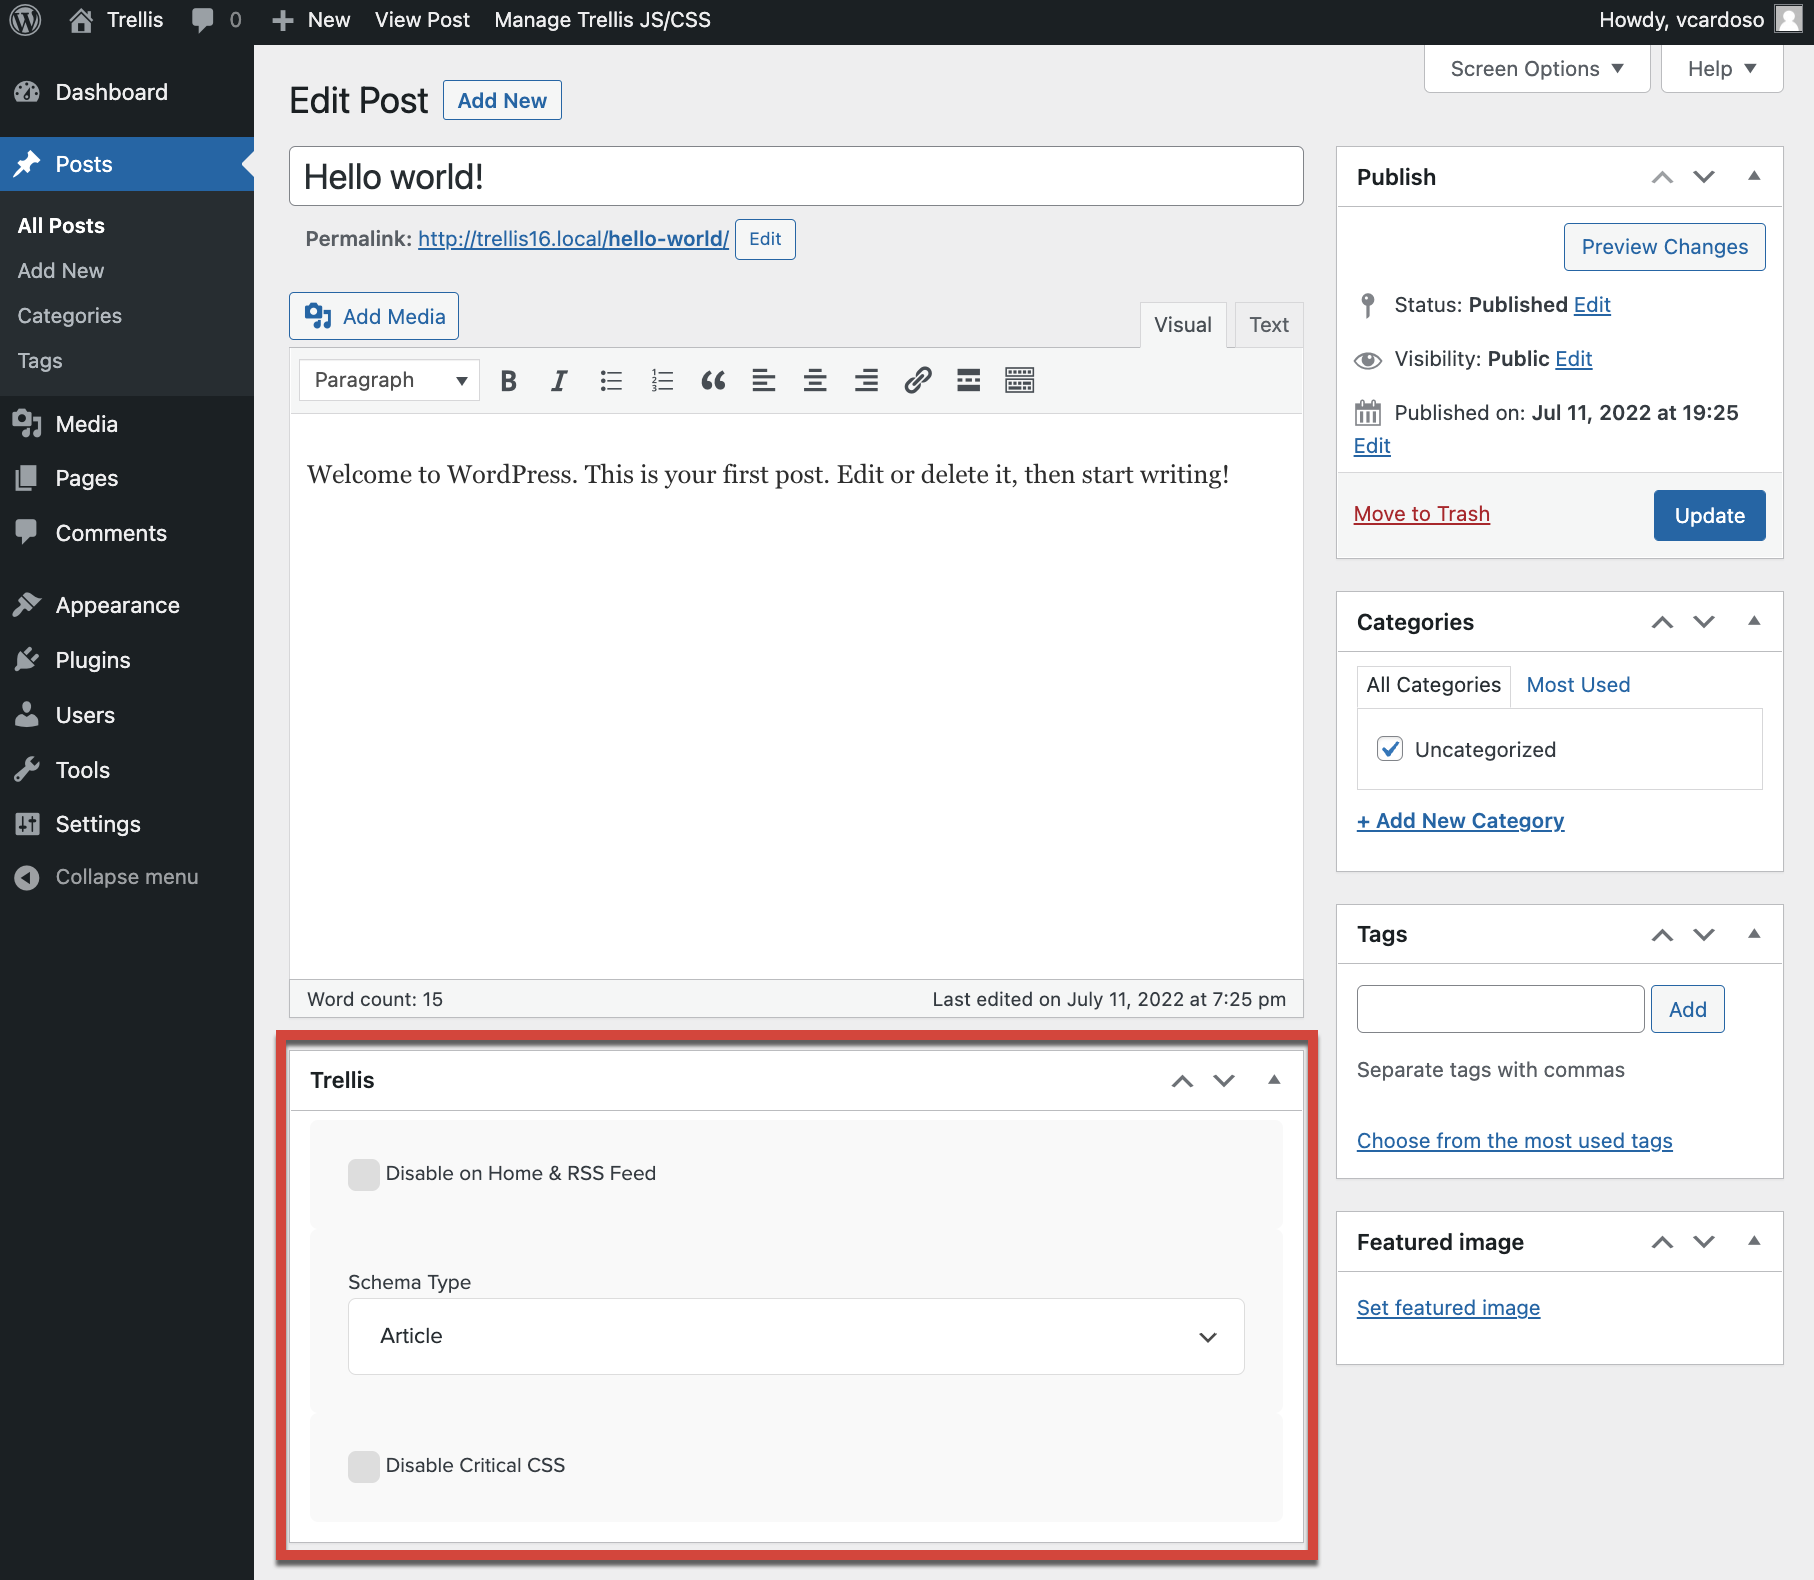 Trellis 0 New View Post Manage Trellis JS/CSS Howdy, vcardoso
Screen Options Help
Dashboard
Posts
All Posts
Add New
Categories
Tags
Media
Pages
Comments
Appearance
Plugins
Users
Tools
Settings
Collapse menu
Edit Post Add New
Hello world!
Permalink: http://trellis16.local/hello-world/ Edit
Add Media
Visual Text
Paragraph
Welcome to WordPress. This is your first post. Edit or delete it, then start writing!
Word count: 15 Last edited on July 11, 2022 at 7:25 pm
Trellis
Disable on Home & RSS Feed
Schema Type
Article
Disable Critical CSS
Publish
Preview Changes
Status: Published Edit
Visibility: Public Edit
Published on: Jul 11, 2022 at 19:25
Edit
Move to Trash Update
Categories
All Categories Most Used
Uncategorized
+ Add New Category
Tags
Add
Separate tags with commas
Choose from the most used tags
Featured image
Set featured image